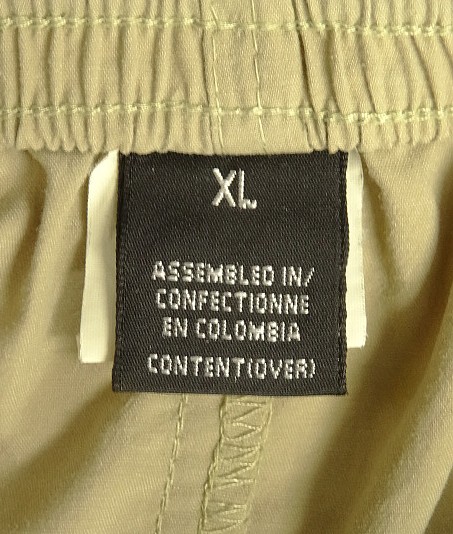 XL
ASSEMBLED IN/
CONFECTIONNE
EN COLOMBIA
CONTENT(OVER)